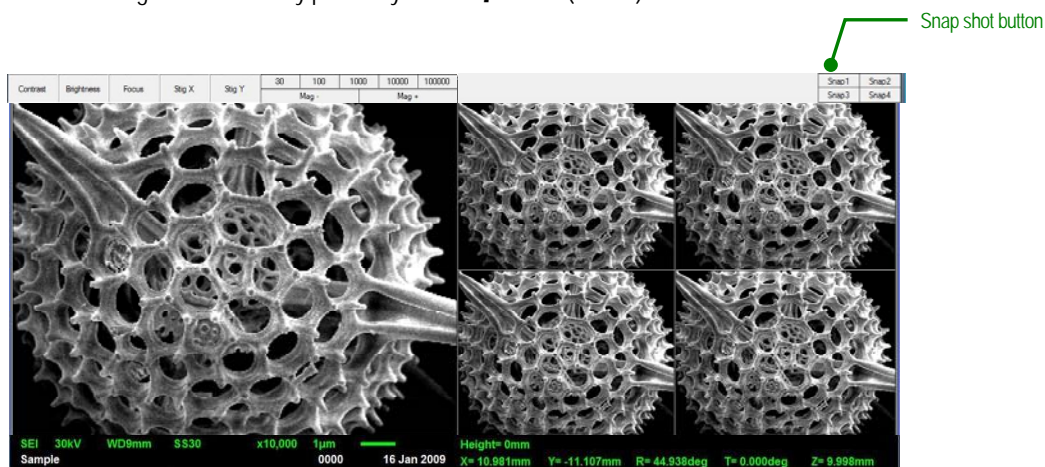 Snap shot button
Contrast Brightness Focus Stig X Stig Y 30 100 1000 10000 100000 Snap1 Snap2
Mag - Mag + Snap3 Snap4
SEI 30kV WD9mm SS30 x10,000 1µm Height= 0mm
Sample 0000 16 Jan 2009 X= 10.981mm Y= -11.107mm R= 44.938deg T= 0.000deg Z= 9.998mm